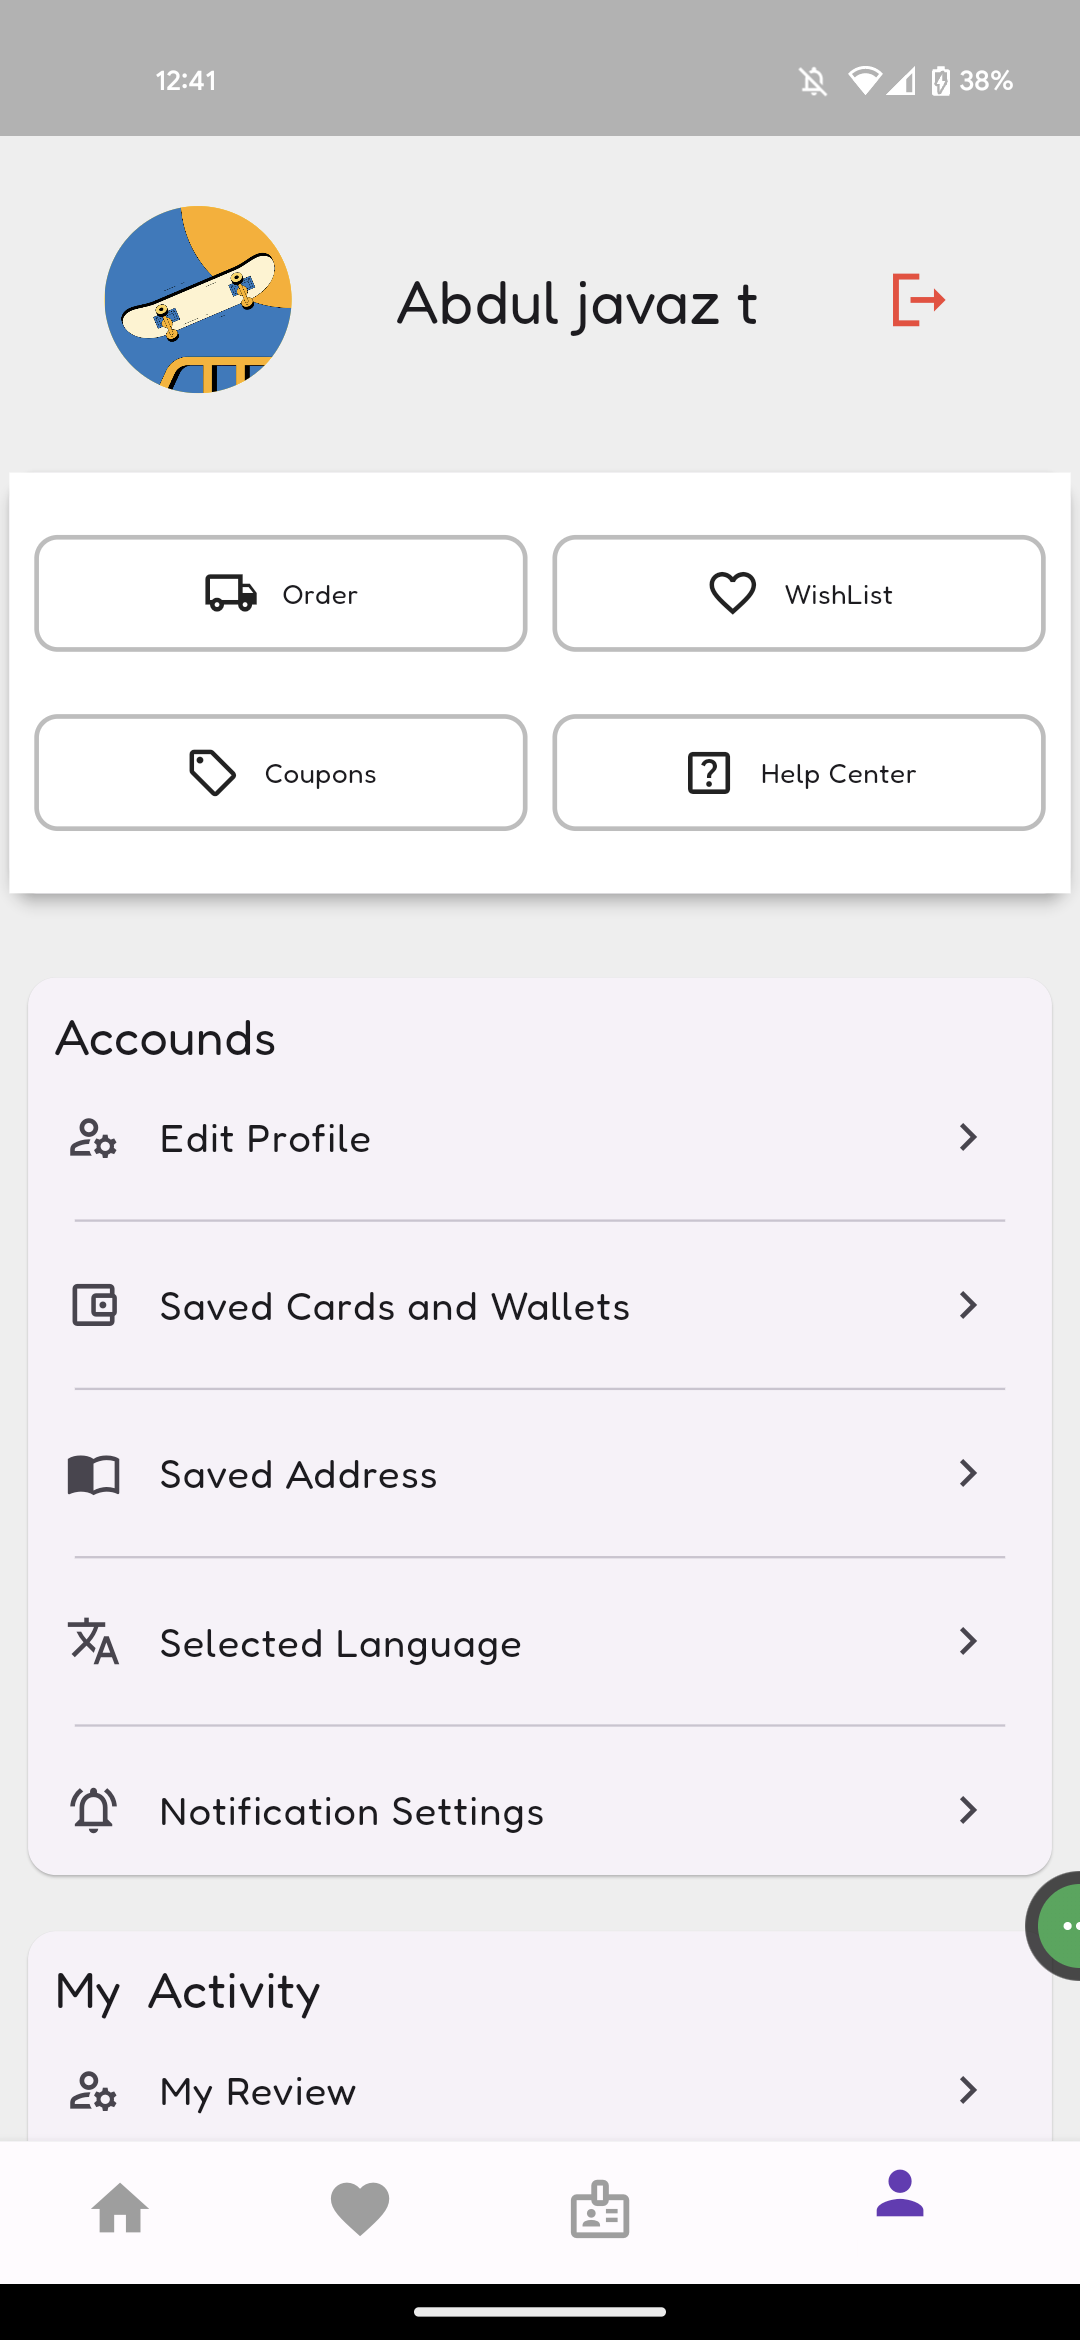 12:41 38%
Abdul javaz t
Order WishList
Coupons Help Center
Accounds
Edit Profile
Saved Cards and Wallets
Saved Address
Selected Language
Notification Settings
My Activity
My Review